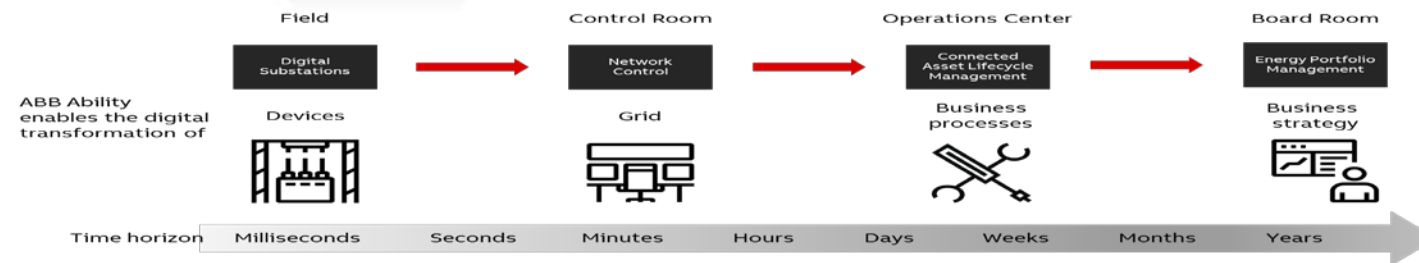 Field
Control Room
Operations Center
Board Room
Digital
Substations
Network
Control
Connected
Asset Lifecycle
Management
Energy Portfolio
Management
ABB Ability
enables the digital
transformation of
Devices
Grid
Business
processes
Business
strategy
Time horizon
Milliseconds
Seconds
Minutes
Hours
Days
Weeks
Months
Years